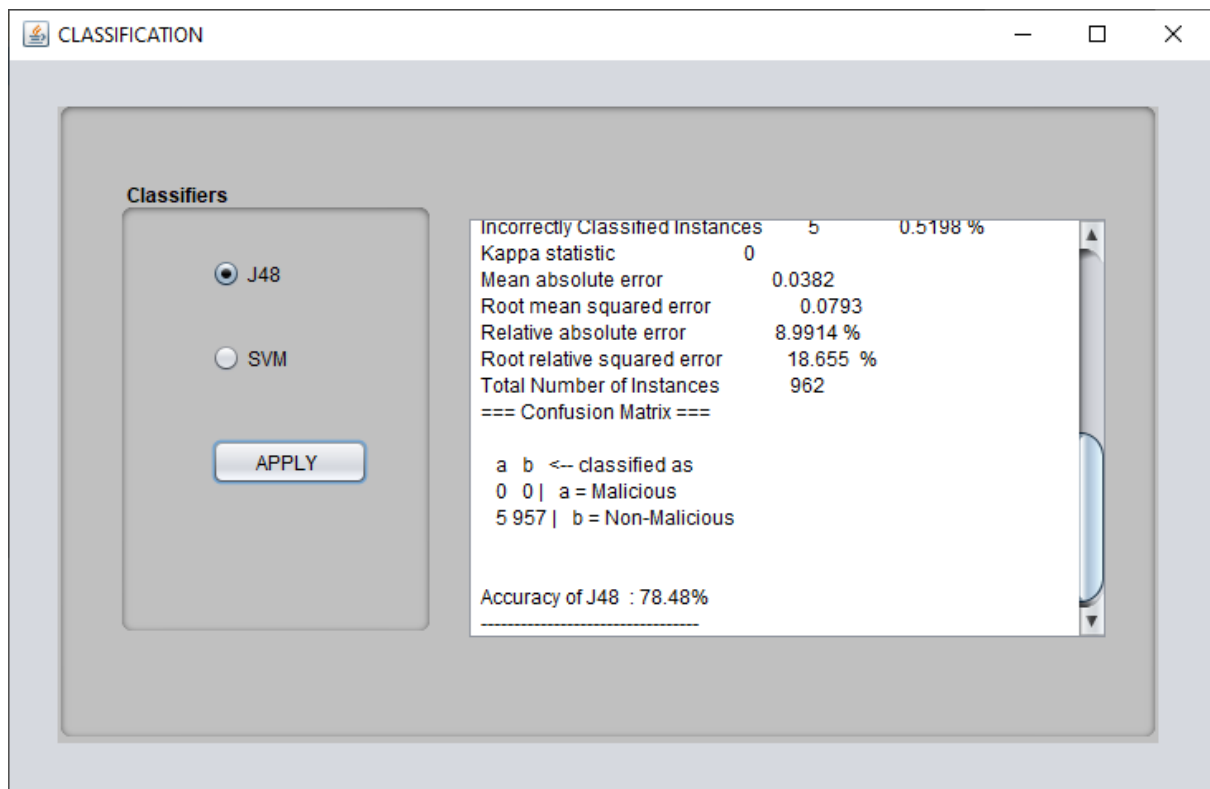 CLASSIFICATION
Classifiers
J48
SVM
APPLY
Incorrectly Classified Instances 5 0.5198 %
Kappa statistic 0
Mean absolute error 0.0382
Root mean squared error 0.0793
Relative absolute error 8.9914 %
Root relative squared error 18.655 %
Total Number of Instances 962
=== Confusion Matrix ===
a b <-- classified as
0 0 | a = Malicious
5 957 | b = Non-Malicious
Accuracy of J48 : 78.48%
---------------------------------